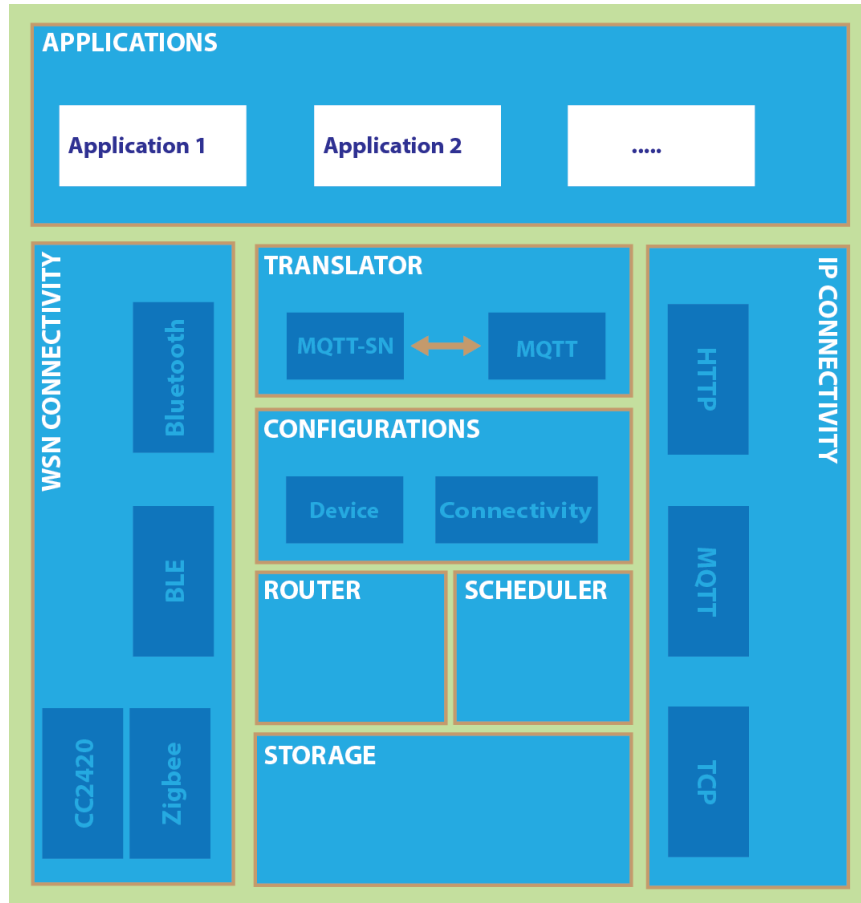 APPLICATIONS
Application 1
Application 2
.....
WSN CONNECTIVITY
Bluetooth
BLE
CC2420
Zigbee
TRANSLATOR
MQTT-SN
MQTT
CONFIGURATIONS
Device
Connectivity
ROUTER
SCHEDULER
STORAGE
IP CONNECTIVITY
HTTP
MQTT
TCP